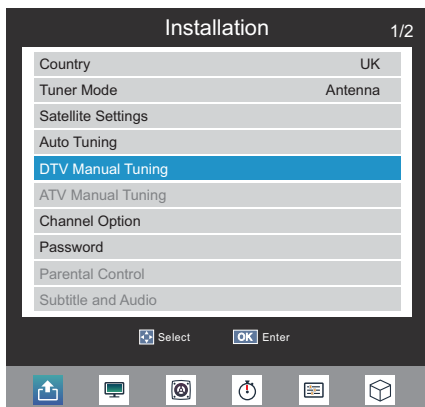 Installation 1/2
Country UK
Tuner Mode Antenna
Satellite Settings
Auto Tuning
DTV Manual Tuning
ATV Manual Tuning
Channel Option
Password
Parental Control
Subtitle and Audio
Select OK Enter
A